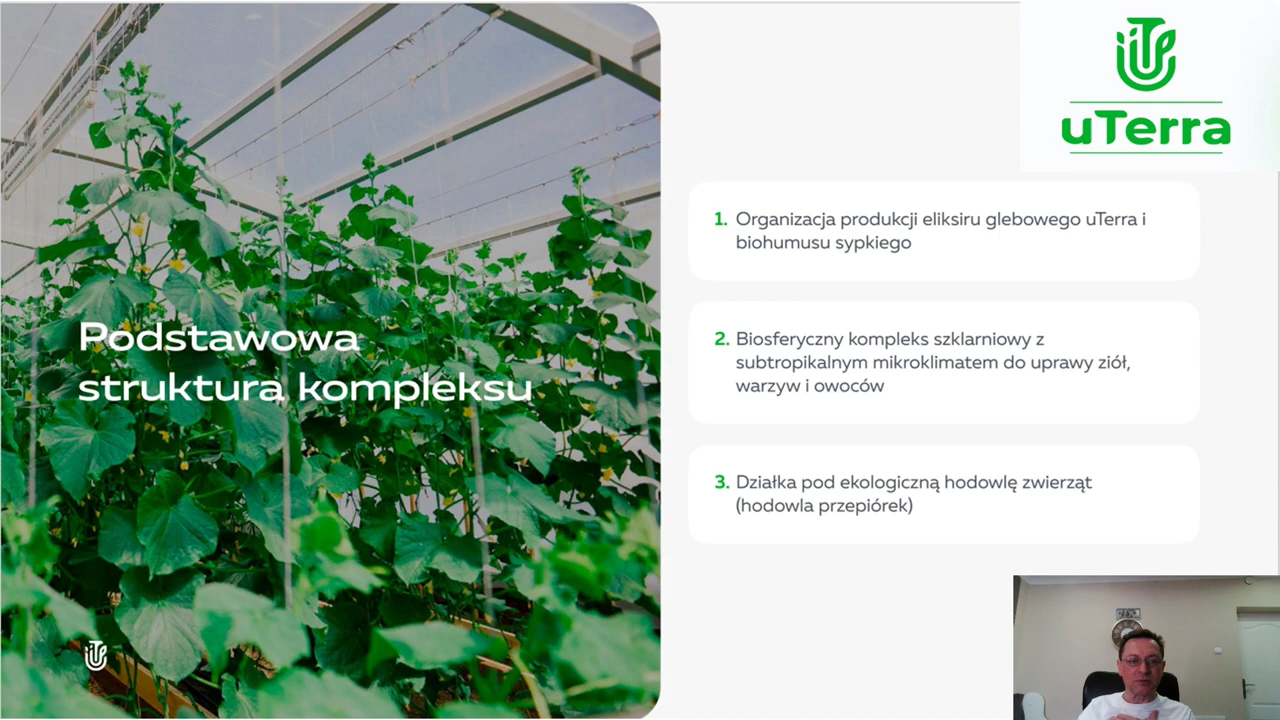 Podstawowa
struktura kompleksu
uTerra
1. Organizacja produkcji eliksiru glebowego uTerra i
biohumusu sypkiego
2. Biosferyczny kompleks szklarniowy z
subtropikalnym mikroklimatem do uprawy ziół,
warzyw i owoców
3. Działka pod ekologiczną hodowlę zwierząt
(hodowla przepiórek)